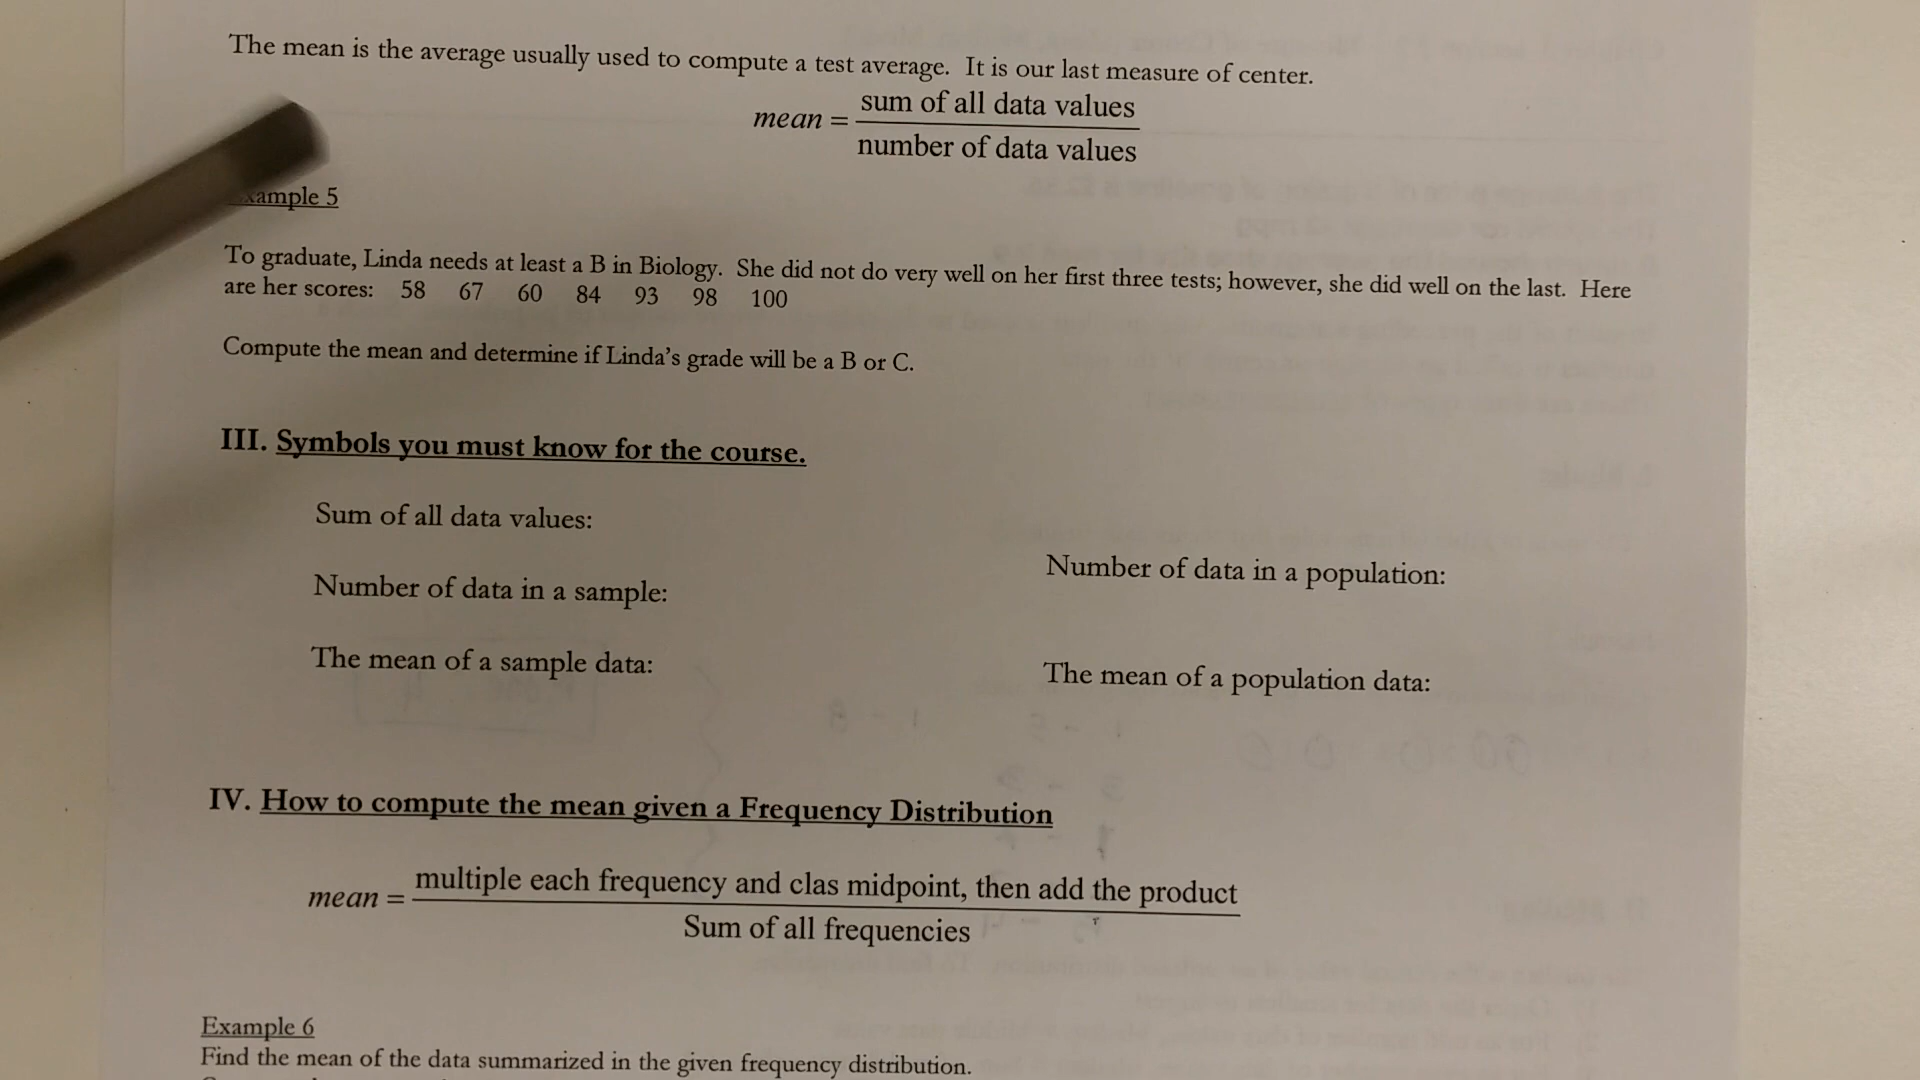 The mean is the average usually used to compute a test average. It is our last measure of center.
mean = sum of all data values
number of data values
xample 5
To graduate, Linda needs at least a B in Biology. She did not do very well on her first three tests; however, she did well on the last. Here
are her scores: 58 67 60 84 93 98 100
Compute the mean and determine if Linda's grade will be a B or C.
III. Symbols you must know for the course.
Sum of all data values:
Number of data in a sample:
Number of data in a population:
The mean of a sample data:
The mean of a population data:
IV. How to compute the mean given a Frequency Distribution
mean = multiple each frequency and clas midpoint, then add the product
Sum of all frequencies
Example 6
Find the mean of the data summarized in the given frequency distribution.